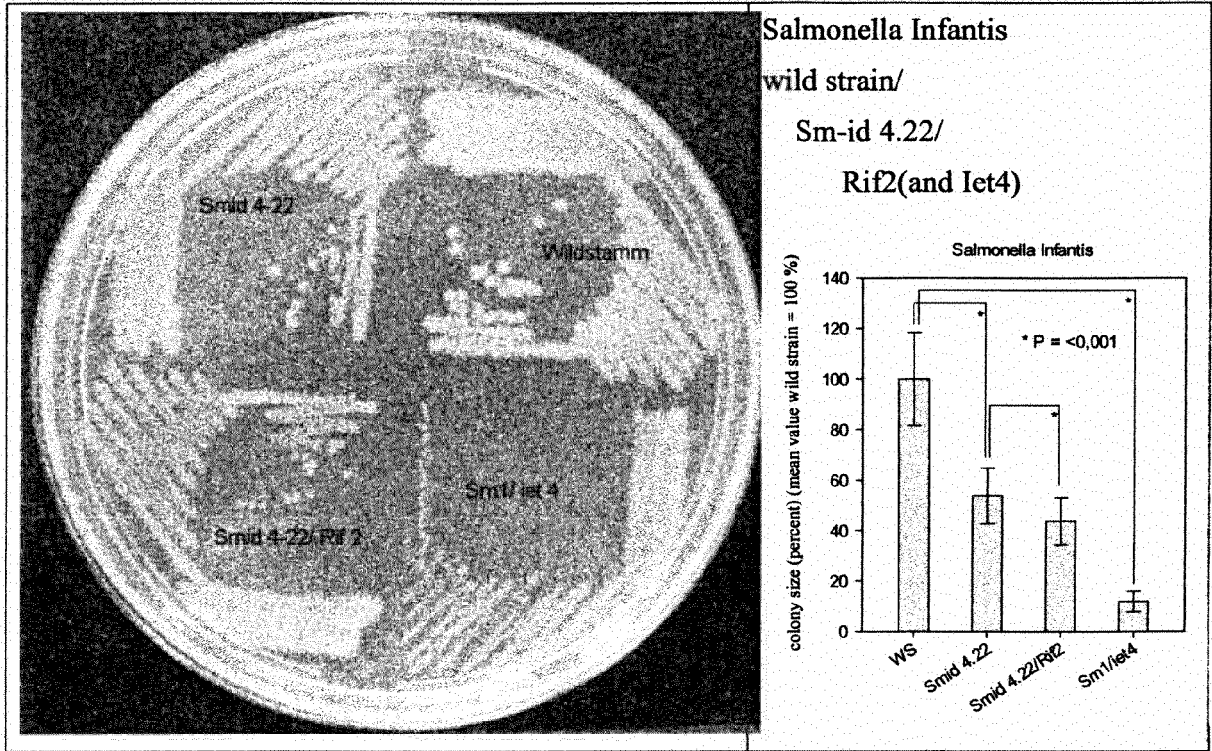 Smid 4-22
Wildstamm
Smid 4-22/ Rif 2
Sm1/ iet 4
Salmonella Infantis
wild strain/
Sm-id 4.22/
Rif2(and Iet4)
Salmonella Infantis
colony size (percent) (mean value wild strain = 100 %)
140
120
100
80
60
40
20
0
*
*
*
* P = <0,001
WS
Smid 4.22
Smid 4.22/Rif2
Sm1/iet4